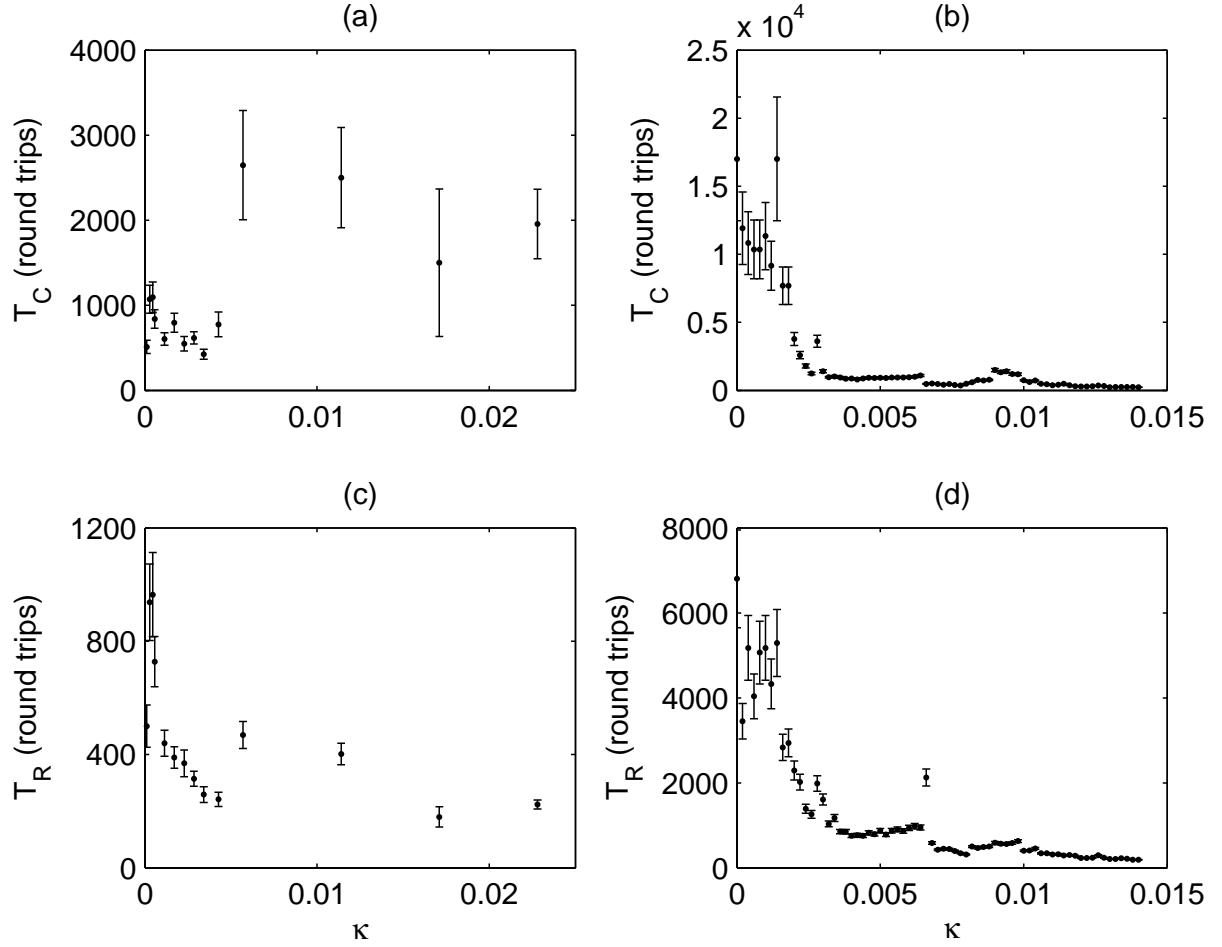 (a)
4000
3000
2000
1000
0
T_C (round trips)
0 0.01 0.02
(b)
x 10^4
2.5
2
1.5
1
0.5
0
T_C (round trips)
0 0.005 0.01 0.015
(c)
1200
800
400
0
T_R (round trips)
0 0.01 0.02
κ
(d)
8000
6000
4000
2000
0
T_R (round trips)
0 0.005 0.01 0.015
κ